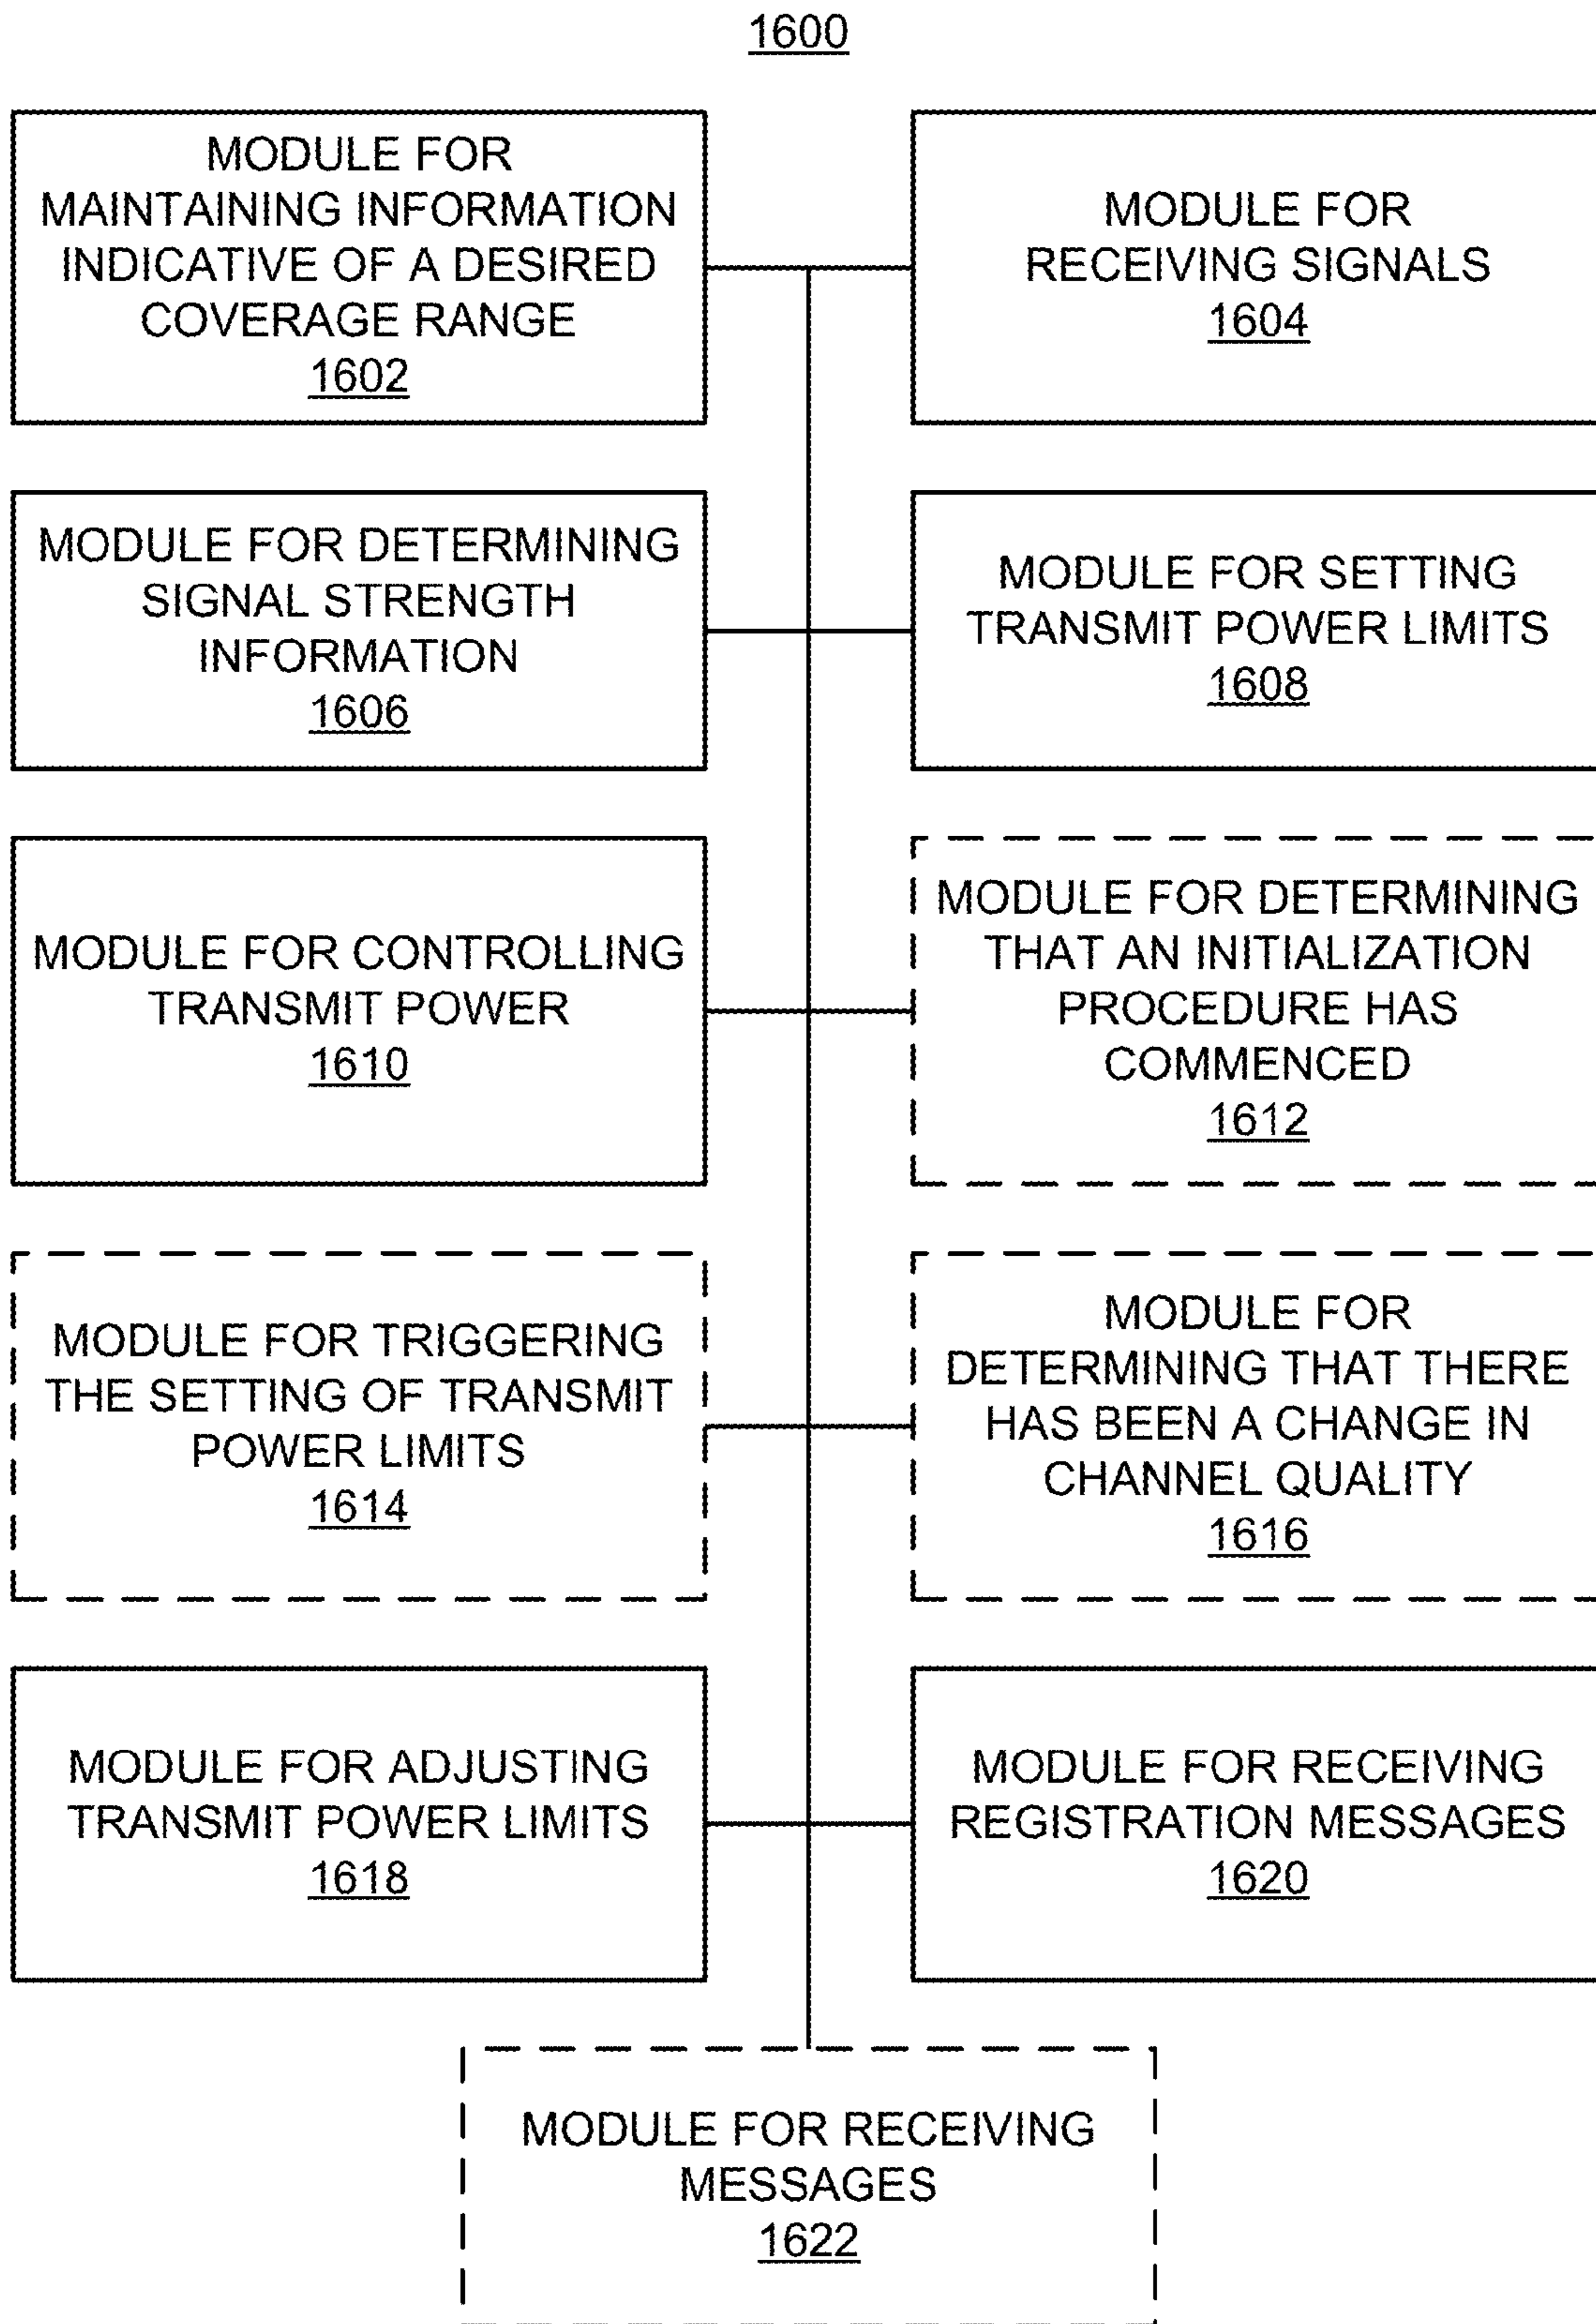 1600
MODULE FOR
MAINTAINING INFORMATION
INDICATIVE OF A DESIRED
COVERAGE RANGE
1602
MODULE FOR
RECEIVING SIGNALS
1604
MODULE FOR DETERMINING
SIGNAL STRENGTH
INFORMATION
1606
MODULE FOR SETTING
TRANSMIT POWER LIMITS
1608
MODULE FOR CONTROLLING
TRANSMIT POWER
1610
MODULE FOR DETERMINING
THAT AN INITIALIZATION
PROCEDURE HAS
COMMENCED
1612
MODULE FOR TRIGGERING
THE SETTING OF TRANSMIT
POWER LIMITS
1614
MODULE FOR
DETERMINING THAT THERE
HAS BEEN A CHANGE IN
CHANNEL QUALITY
1616
MODULE FOR ADJUSTING
TRANSMIT POWER LIMITS
1618
MODULE FOR RECEIVING
REGISTRATION MESSAGES
1620
MODULE FOR RECEIVING
MESSAGES
1622